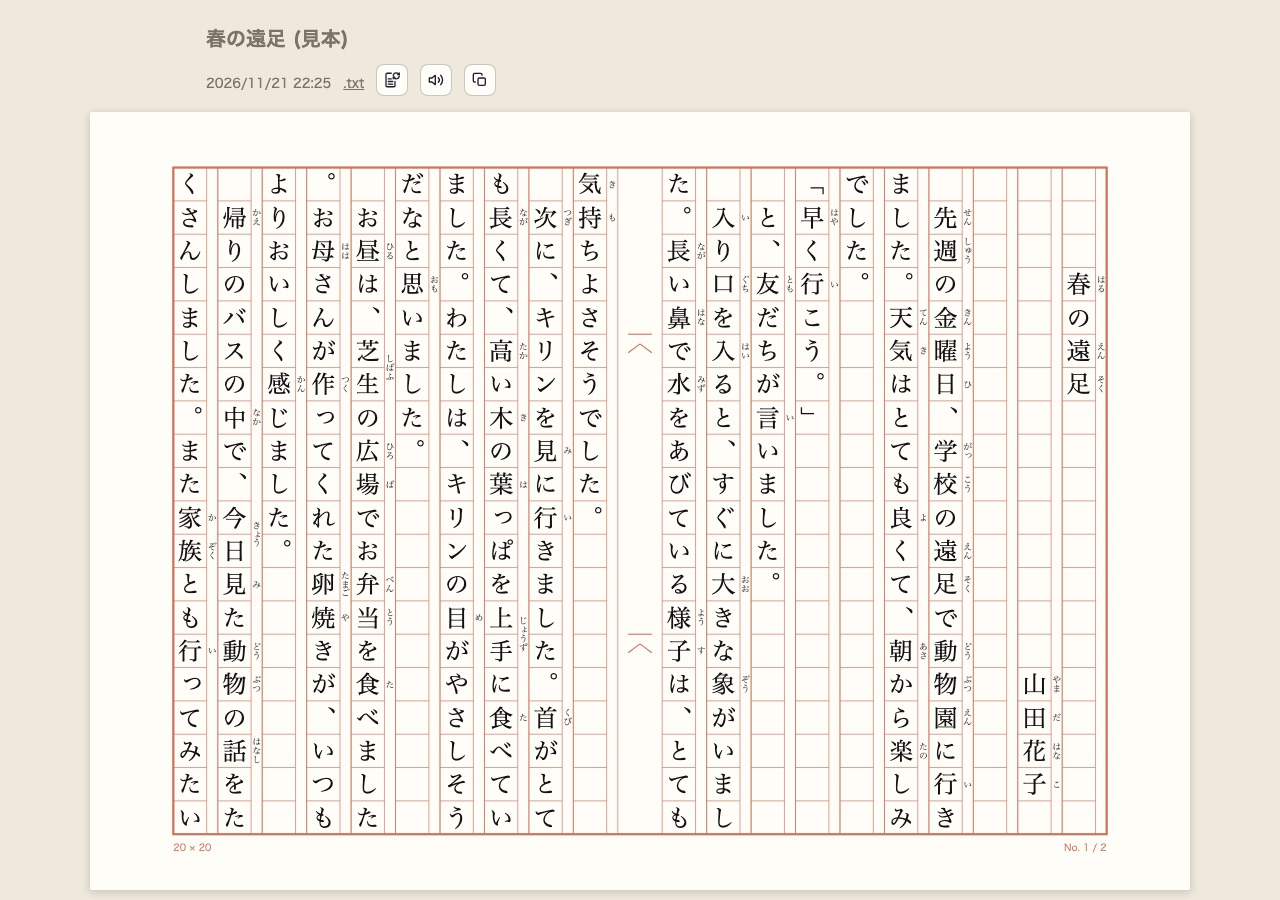 春の遠足 (見本)
2026/11/21 22:25 .txt
春の遠足
山田花子
先週の金曜日、学校の遠足で動物園に行き
ました。天気はとても良くて、朝から楽しみ
でした。
「早く行こう。」
と、友だちが言いました。
入り口を入ると、すぐに大きな象がいまし
た。長い鼻で水をあびている様子は、とても
気持ちよさそうでした。
次に、キリンを見に行きました。首がとて
も長くて、高い木の葉っぱを上手に食べてい
ました。わたしは、キリンの目がやさしそう
だなと思いました。
お昼は、芝生の広場でお弁当を食べました
。お母さんが作ってくれた卵焼きが、いつも
よりおいしく感じました。
帰りのバスの中で、今日見た動物の話をた
くさんしました。また家族とも行ってみたい
20 × 20
No. 1 / 2